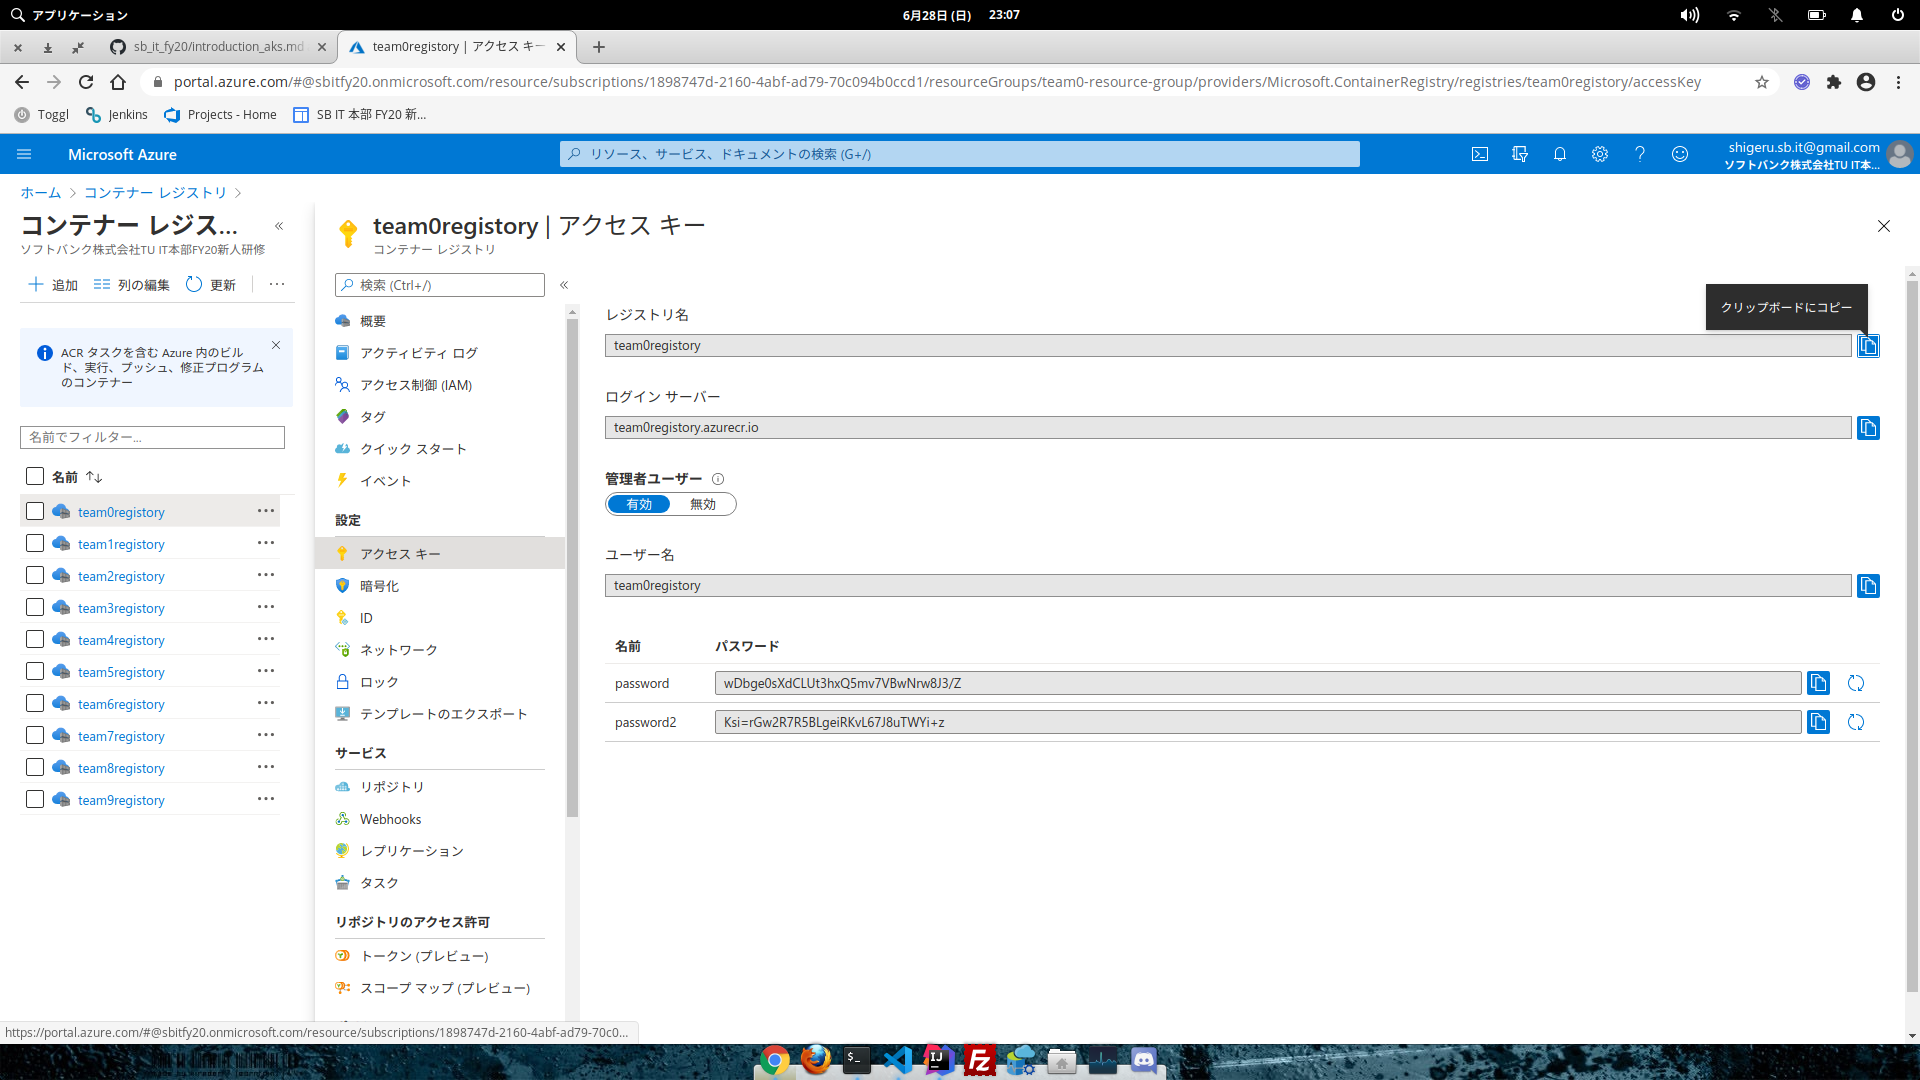 アプリケーション
6月28日 (日) 23:07
sb_it_fy20/introduction_aks.md
team0registory | アクセス キー
portal.azure.com/#@sbitfy20.onmicrosoft.com/resource/subscriptions/1898747d-2160-4abf-ad79-70c094b0ccd1/resourceGroups/team0-resource-group/providers/Microsoft.ContainerRegistry/registries/team0registory/accessKey
Toggl
Jenkins
Projects - Home
SB IT 本部 FY20 新...
Microsoft Azure
リソース、サービス、ドキュメントの検索 (G+/)
shigeru.sb.it@gmail.com
ソフトバンク株式会社TU IT本...
ホーム
コンテナー レジストリ
コンテナー レジス...
ソフトバンク株式会社TU IT本部FY20新人研修
追加
列の編集
更新
ACR タスクを含む Azure 内のビル
ド、実行、プッシュ、修正プログラム
のコンテナー
名前でフィルター...
名前
team0registory
team1registory
team2registory
team3registory
team4registory
team5registory
team6registory
team7registory
team8registory
team9registory
team0registory | アクセス キー
コンテナー レジストリ
検索 (Ctrl+/)
概要
アクティビティ ログ
アクセス制御 (IAM)
タグ
クイック スタート
イベント
設定
アクセス キー
暗号化
ID
ネットワーク
ロック
テンプレートのエクスポート
サービス
リポジトリ
Webhooks
レプリケーション
タスク
リポジトリのアクセス許可
トークン (プレビュー)
スコープ マップ (プレビュー)
クリップボードにコピー
レジストリ名
team0registory
ログイン サーバー
team0registory.azurecr.io
管理者ユーザー
有効
無効
ユーザー名
team0registory
名前
パスワード
password
wDbge0sXdCLUt3hxQ5mv7VBwNrw8J3/Z
password2
Ksi=rGw2R7R5BLgeiRKvL67J8uTWYi+z
https://portal.azure.com/#@sbitfy20.onmicrosoft.com/resource/subscriptions/1898747d-2160-4abf-ad79-70c0...